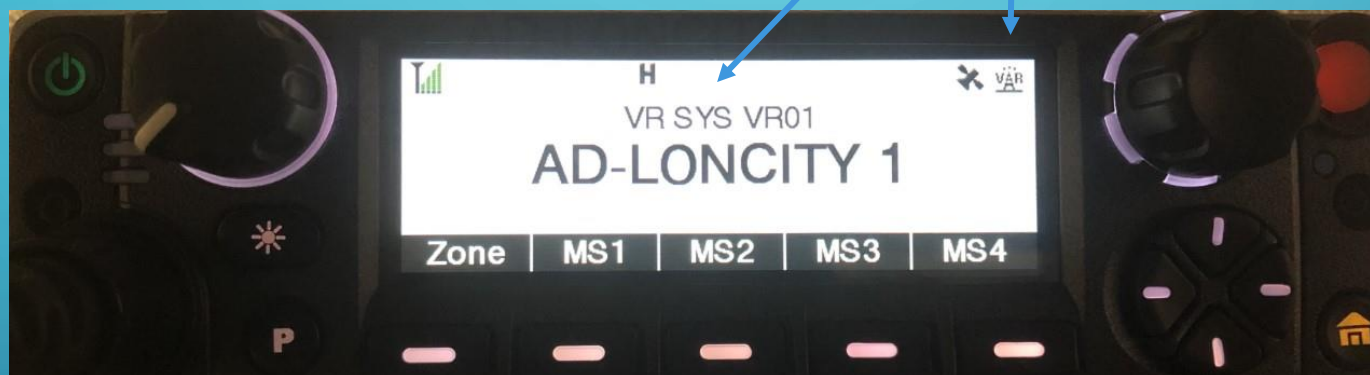 H VAR
VR SYS VR01
AD-LONCITY 1
Zone MS1 MS2 MS3 MS4
P